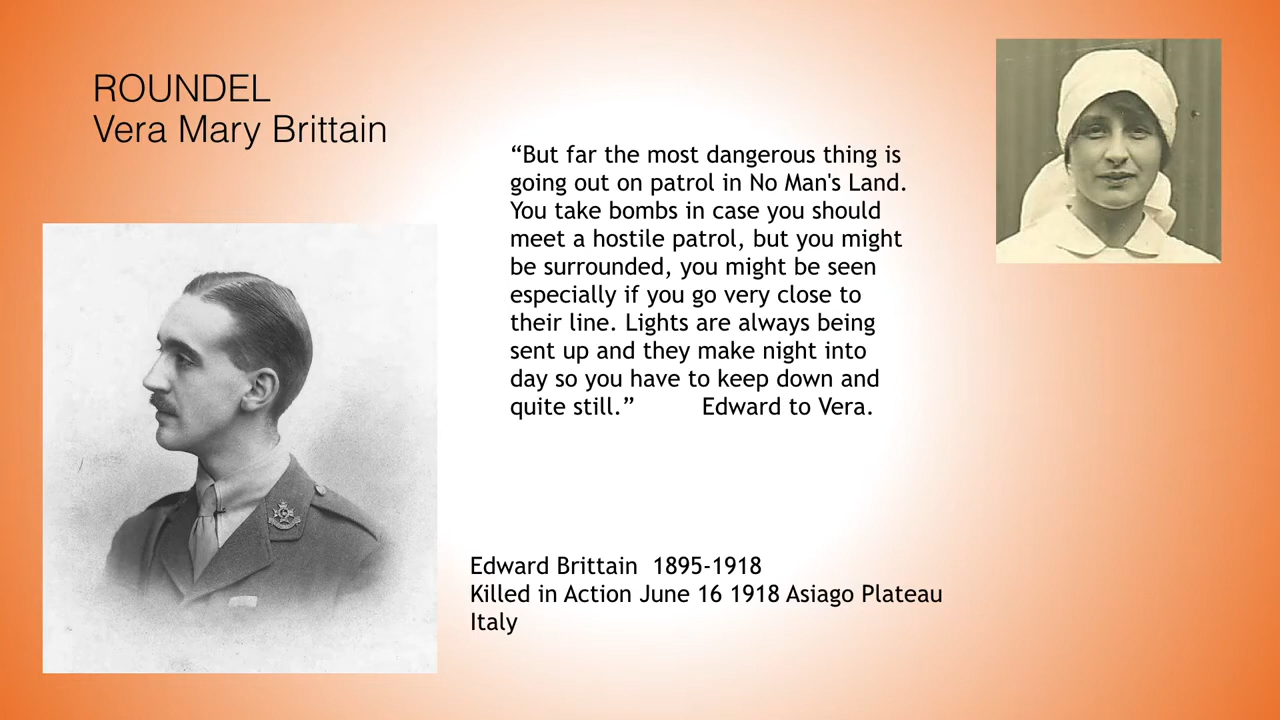 ROUNDEL
Vera Mary Brittain
“But far the most dangerous thing is
going out on patrol in No Man's Land.
You take bombs in case you should
meet a hostile patrol, but you might
be surrounded, you might be seen
especially if you go very close to
their line. Lights are always being
sent up and they make night into
day so you have to keep down and
quite still.” Edward to Vera.
Edward Brittain 1895-1918
Killed in Action June 16 1918 Asiago Plateau
Italy